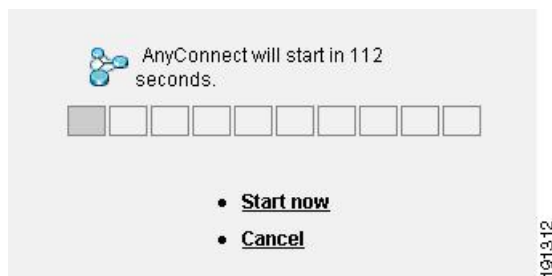 AnyConnect will start in 112
seconds.
Start now
Cancel
191312